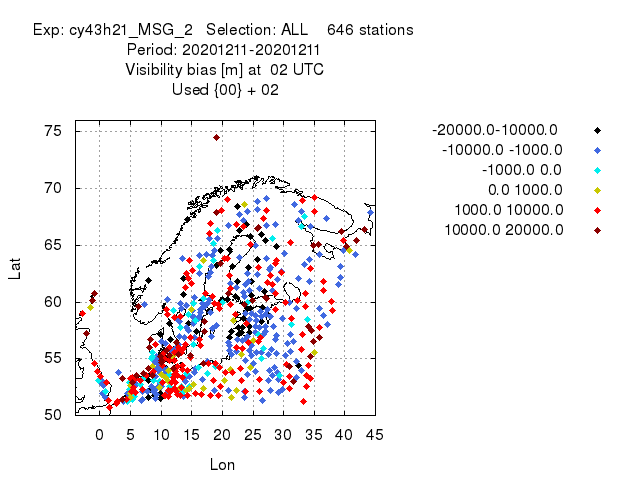 Exp: cy43h21_MSG_2 Selection: ALL 646 stations
Period: 20201211-20201211
Visibility bias [m] at 02 UTC
Used {00} + 02
-20000.0-10000.0
-10000.0 -1000.0
-1000.0 0.0
0.0 1000.0
1000.0 10000.0
10000.0 20000.0
75
70
65
60
55
50
Lat
0 5 10 15 20 25 30 35 40 45
Lon